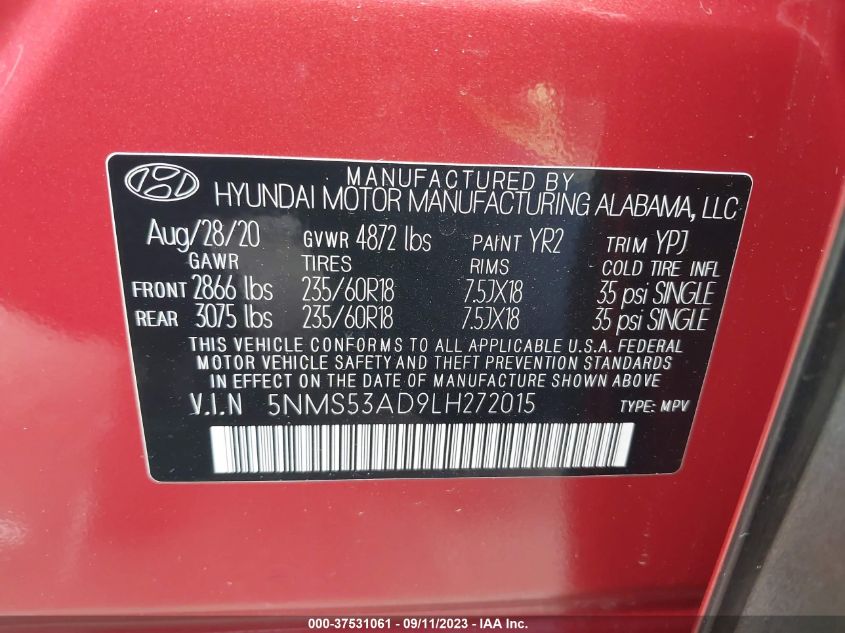 MANUFACTURED BY
HYUNDAI MOTOR MANUFACTURING ALABAMA, LLC
Aug/28/20 GVWR 4872 lbs PAINT YR2 TRIM YPJ
GAWR TIRES RIMS COLD TIRE INFL
FRONT 2866 lbs 235/60R18 7.5JX18 35 psi SINGLE
REAR 3075 lbs 235/60R18 7.5JX18 35 psi SINGLE
THIS VEHICLE CONFORMS TO ALL APPLICABLE U.S.A. FEDERAL
MOTOR VEHICLE SAFETY AND THEFT PREVENTION STANDARDS
IN EFFECT ON THE DATE OF MANUFACTURE SHOWN ABOVE.
V.I.N 5NMS53AD9LH272015 TYPE: MPV
000-37531061 - 09/11/2023 - IAA Inc.